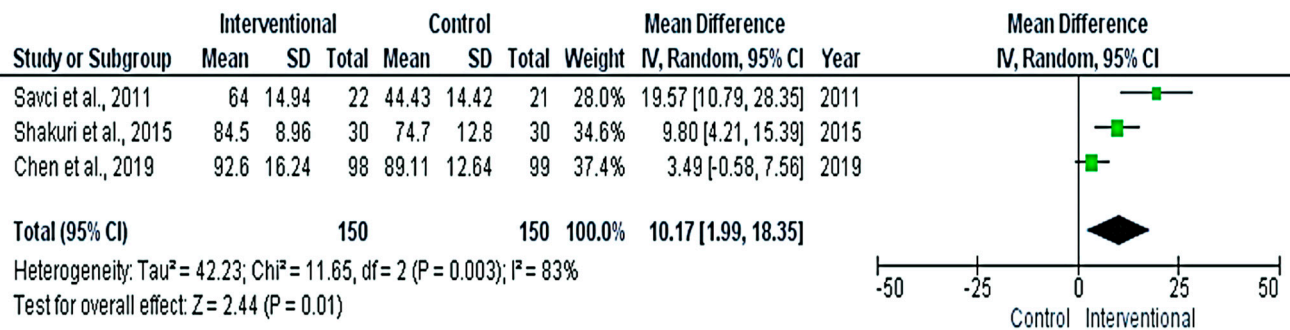 Interventional Control Mean Difference Mean Difference
Study or Subgroup Mean SD Total Mean SD Total Weight IV, Random, 95% CI Year IV, Random, 95% CI
Savci et al., 2011 64 14.94 22 44.43 14.42 21 28.0% 19.57 [10.79, 28.35] 2011
Shakuri et al., 2015 84.5 8.96 30 74.7 12.8 30 34.6% 9.80 [4.21, 15.39] 2015
Chen et al., 2019 92.6 16.24 98 89.11 12.64 99 37.4% 3.49 [-0.58, 7.56] 2019
Total (95% CI) 150 150 100.0% 10.17 [1.99, 18.35]
Heterogeneity: Tau² = 42.23; Chi² = 11.65, df = 2 (P = 0.003); I² = 83%
Test for overall effect: Z = 2.44 (P = 0.01)
-50 -25 0 25 50
Control Interventional